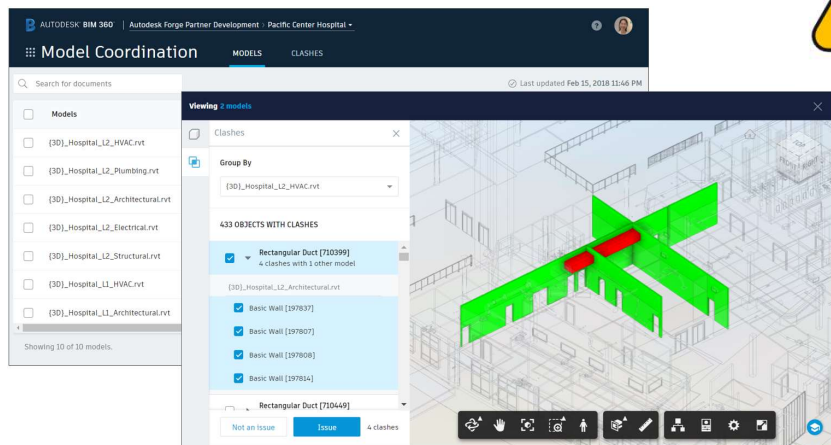 AUTODESK® BIM 360™ Autodesk Forge Partner Development > Pacific Center Hospital
Model Coordination MODELS CLASHES
Search for documents
Last updated Feb 15, 2018 11:46 PM
Models
{3D}_Hospital_L2_HVAC.rvt
{3D}_Hospital_L2_Plumbing.rvt
{3D}_Hospital_L2_Architectural.rvt
{3D}_Hospital_L2_Electrical.rvt
{3D}_Hospital_L2_Structural.rvt
{3D}_Hospital_L1_HVAC.rvt
{3D}_Hospital_L1_Architectural.rvt
Showing 10 of 10 models.
Viewing 2 models
Clashes
Group By
{3D}_Hospital_L2_HVAC.rvt
433 OBJECTS WITH CLASHES
Rectangular Duct [710399]
4 clashes with 1 other model
{3D}_Hospital_L2_Architectural.rvt
Basic Wall [197837]
Basic Wall [197807]
Basic Wall [197808]
Basic Wall [197814]
Rectangular Duct [710449]
Not an Issue Issue 4 clashes
TOP
FRONT RIGHT